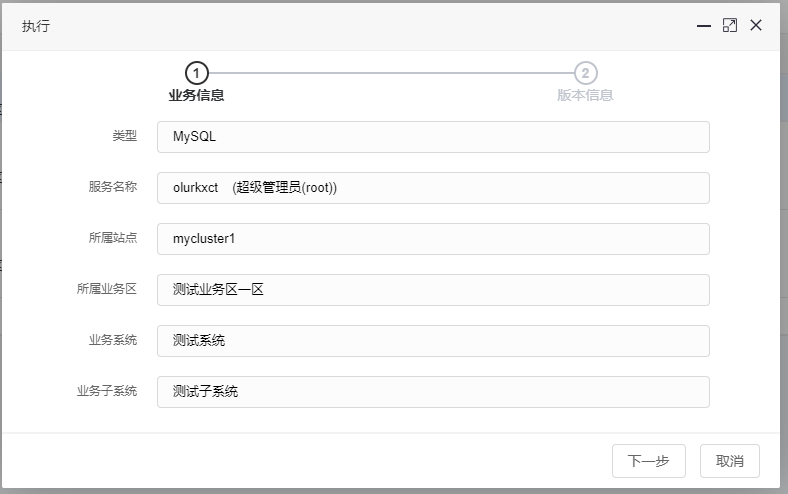 执行
1 2
业务信息 版本信息
类型 MySQL
服务名称 olurkxct (超级管理员(root))
所属站点 mycluster1
所属业务区 测试业务区一区
业务系统 测试系统
业务子系统 测试子系统
下一步 取消